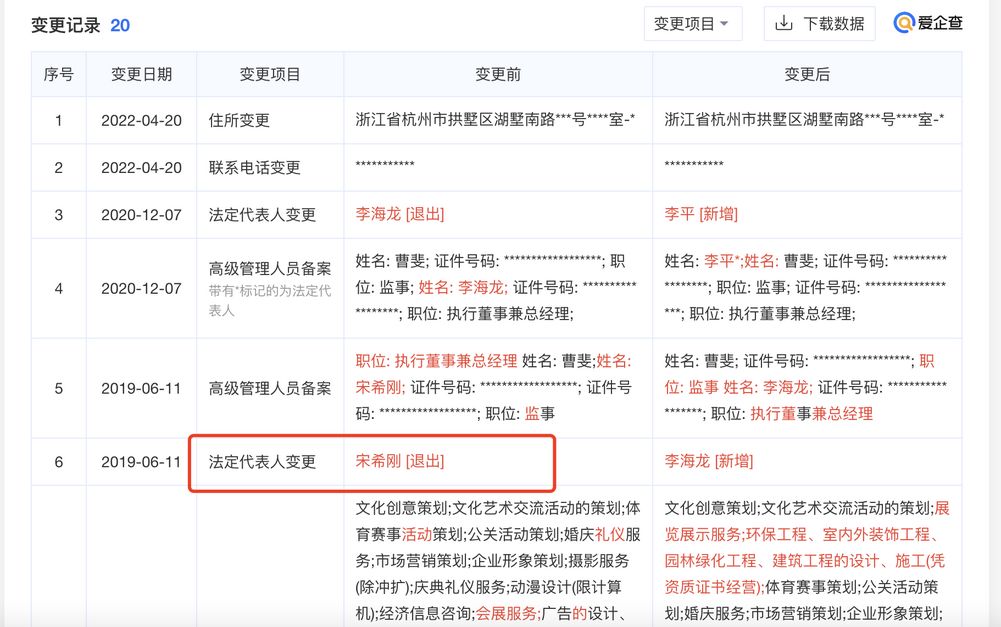 变更记录 20
变更项目
下载数据
爱企查
序号 变更日期 变更项目 变更前 变更后
1 2022-04-20 住所变更 浙江省杭州市拱墅区湖墅南路***号****室-* 浙江省杭州市拱墅区湖墅南路***号****室-*
2 2022-04-20 联系电话变更 *********** ***********
3 2020-12-07 法定代表人变更 李海龙 [退出] 李平 [新增]
4 2020-12-07
高级管理人员备案
带有*标记的为法定代
表人
姓名: 曹斐; 证件号码: ******************; 职
位: 监事; 姓名: 李海龙; 证件号码: **********
********; 职位: 执行董事兼总经理;
姓名: 李平*;姓名: 曹斐; 证件号码: **********
********; 职位: 监事; 证件号码: ***************
***; 职位: 执行董事兼总经理;
5 2019-06-11 高级管理人员备案
职位: 执行董事兼总经理 姓名: 曹斐;姓名:
宋希刚; 证件号码: ******************; 证件号
码: ******************; 职位: 监事
姓名: 曹斐; 证件号码: ******************; 职
位: 监事 姓名: 李海龙; 证件号码: ***********
*******; 职位: 执行董事兼总经理
6 2019-06-11 法定代表人变更 宋希刚 [退出] 李海龙 [新增]
文化创意策划;文化艺术交流活动的策划;体
育赛事活动策划;公关活动策划;婚庆礼仪服
务;市场营销策划;企业形象策划;摄影服务
(除冲扩);庆典礼仪服务;动漫设计(限计算
机);经济信息咨询;会展服务;广告的设计、
文化创意策划;文化艺术交流活动的策划;展
览展示服务;环保工程、室内外装饰工程、
园林绿化工程、建筑工程的设计、施工(凭
资质证书经营);体育赛事策划;公关活动策
划;婚庆服务;市场营销策划;企业形象策划;